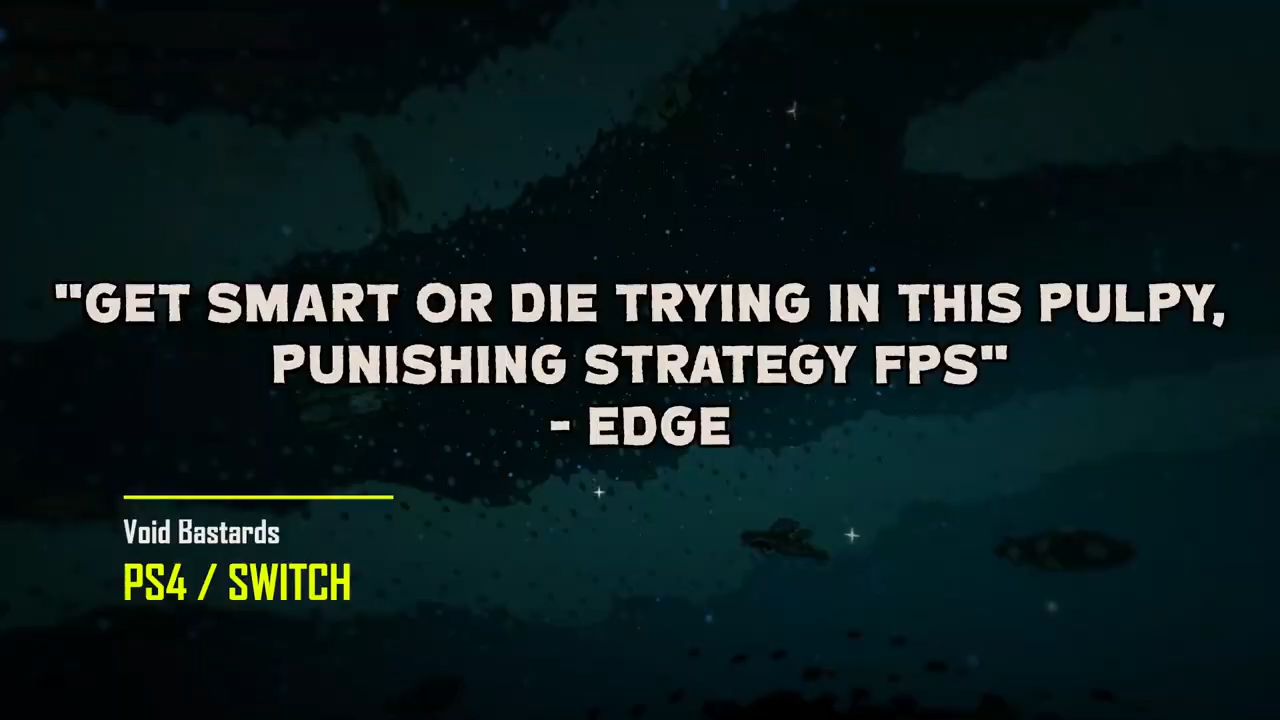 "GET SMART OR DIE TRYING IN THIS PULPY,
PUNISHING STRATEGY FPS"
- EDGE
Void Bastards
PS4 / SWITCH